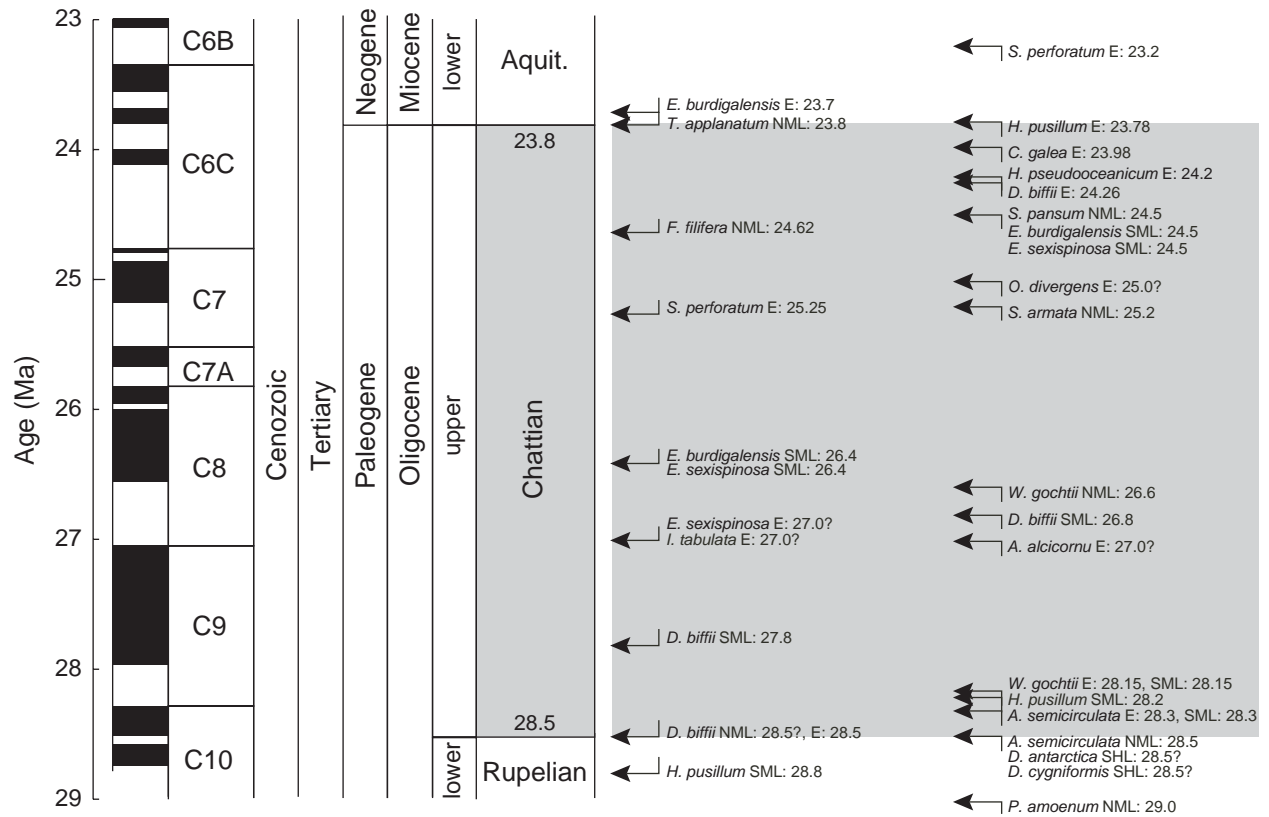 Age (Ma)
23
24
25
26
27
28
29
C6B
C6C
C7
C7A
C8
C9
C10
Cenozoic
Tertiary
Neogene
Paleogene
Miocene
Oligocene
lower
upper
lower
Aquit.
23.8
Chattian
28.5
Rupelian
E. burdigalensis E: 23.7
T. applanatum NML: 23.8
F. filifera NML: 24.62
S. perforatum E: 25.25
E. burdigalensis SML: 26.4
E. sexispinosa SML: 26.4
E. sexispinosa E: 27.0?
I. tabulata E: 27.0?
D. biffii SML: 27.8
D. biffii NML: 28.5?, E: 28.5
H. pusillum SML: 28.8
S. perforatum E: 23.2
H. pusillum E: 23.78
C. galea E: 23.98
H. pseudooceanicum E: 24.2
D. biffii E: 24.26
S. pansum NML: 24.5
E. burdigalensis SML: 24.5
E. sexispinosa SML: 24.5
O. divergens E: 25.0?
S. armata NML: 25.2
W. gochtii NML: 26.6
D. biffii SML: 26.8
A. alcicornu E: 27.0?
W. gochtii E: 28.15, SML: 28.15
H. pusillum SML: 28.2
A. semicirculata E: 28.3, SML: 28.3
A. semicirculata NML: 28.5
D. antarctica SHL: 28.5?
D. cygniformis SHL: 28.5?
P. amoenum NML: 29.0